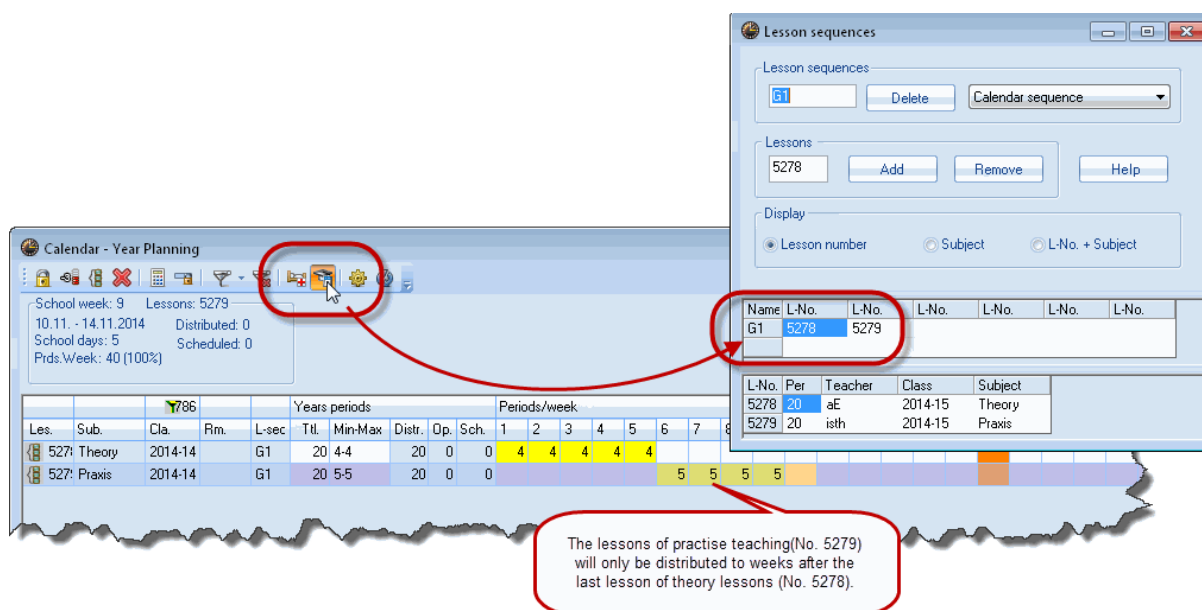 Lesson sequences
Lesson sequences
G1 Delete Calendar sequence
Lessons
5278 Add Remove Help
Display
Lesson number Subject L-No. + Subject
Name L-No. L-No. L-No. L-No. L-No. L-No.
G1 5278 5279
L-No. Per Teacher Class Subject
5278 20 aE 2014-15 Theory
5279 20 isth 2014-15 Praxis
Calendar - Year Planning
School week: 9 Lessons: 5279
10.11. - 14.11.2014 Distributed: 0
School days: 5 Scheduled: 0
Prds.Week: 40 (100%)
786 Years periods Periods/week
Les. Sub. Cla. Rm. L-sec Ttl. Min-Max Distr. Op. Sch. 1 2 3 4 5 6 7 8
527 Theory 2014-14 G1 20 4-4 20 0 0 4 4 4 4 4
527 Praxis 2014-14 G1 20 5-5 20 0 0 5 5 5 5
The lessons of practise teaching(No. 5279)
will only be distributed to weeks after the
last lesson of theory lessons (No. 5278).